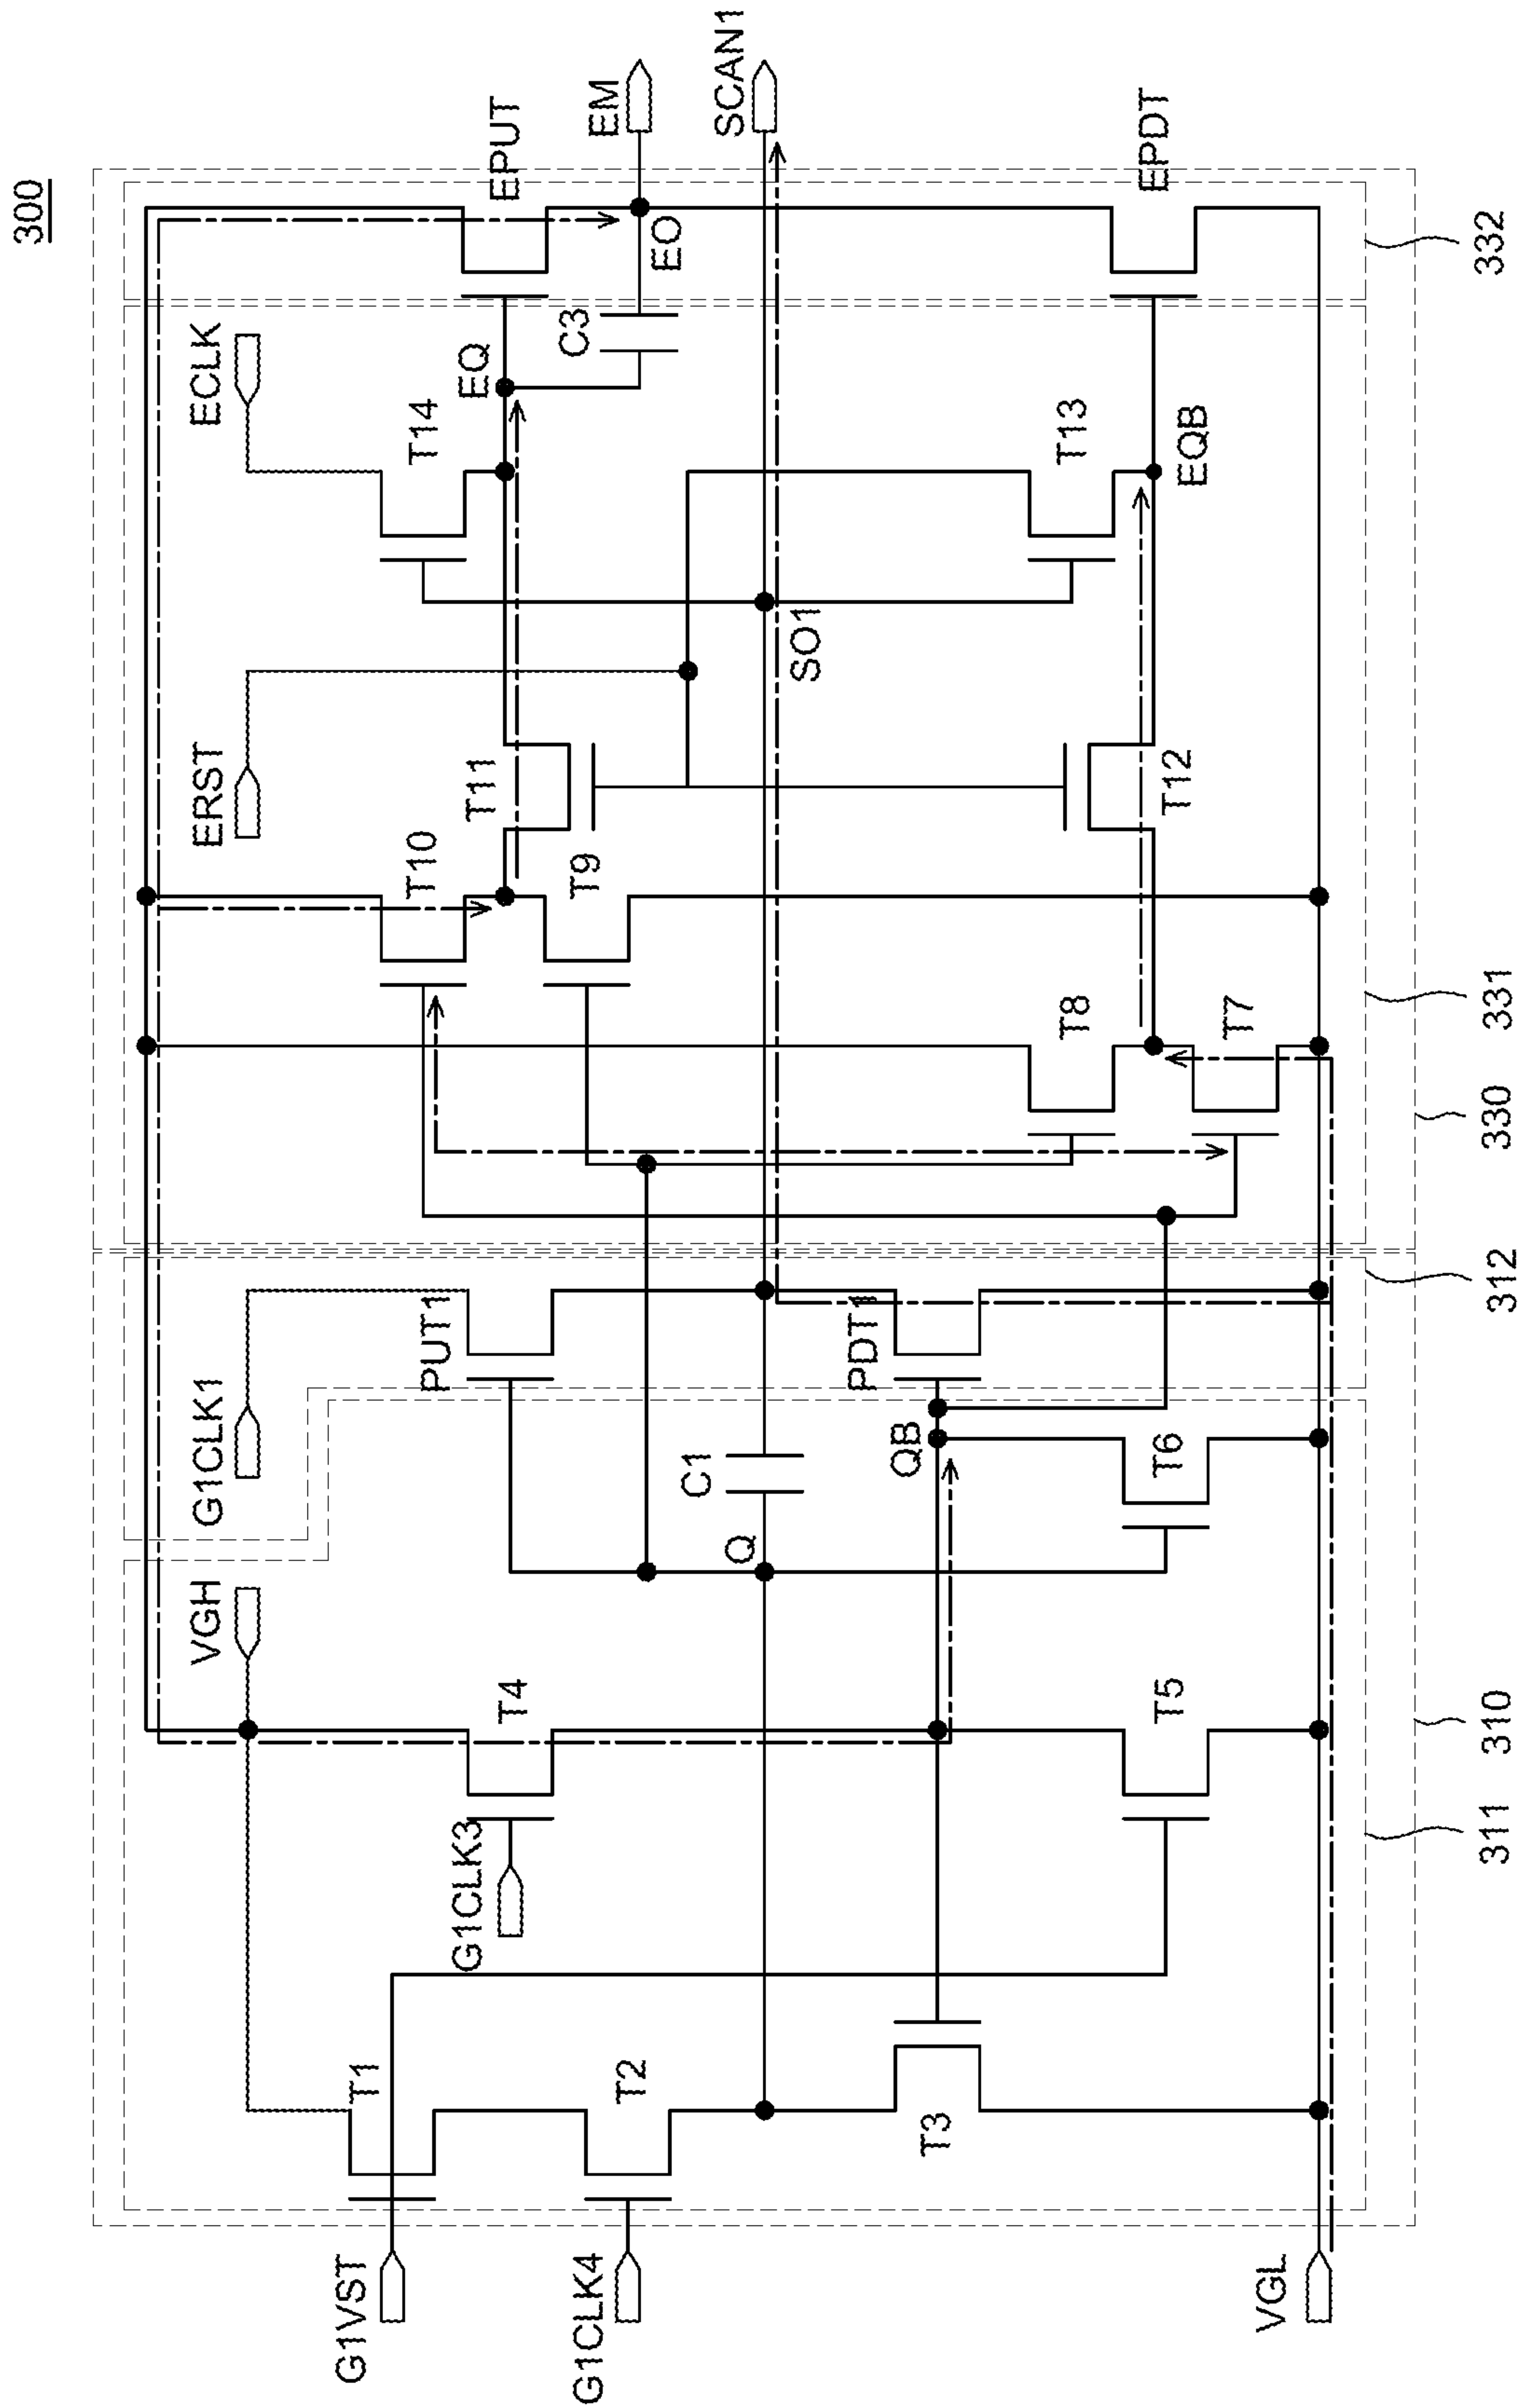 300
G1VST
G1CLK4
VGL
T1
T2
T3
G1CLK3
VGH
T4
T5
G1CLK1
Q
C1
QB
T6
PUT1
PDT1
T8
T7
T10
T9
ERST
T11
T12
SO1
ECLK
T14
T13
EQ
EQB
C3
EO
EPUT
EPDT
EM
SCAN1
311
310
312
330
331
332